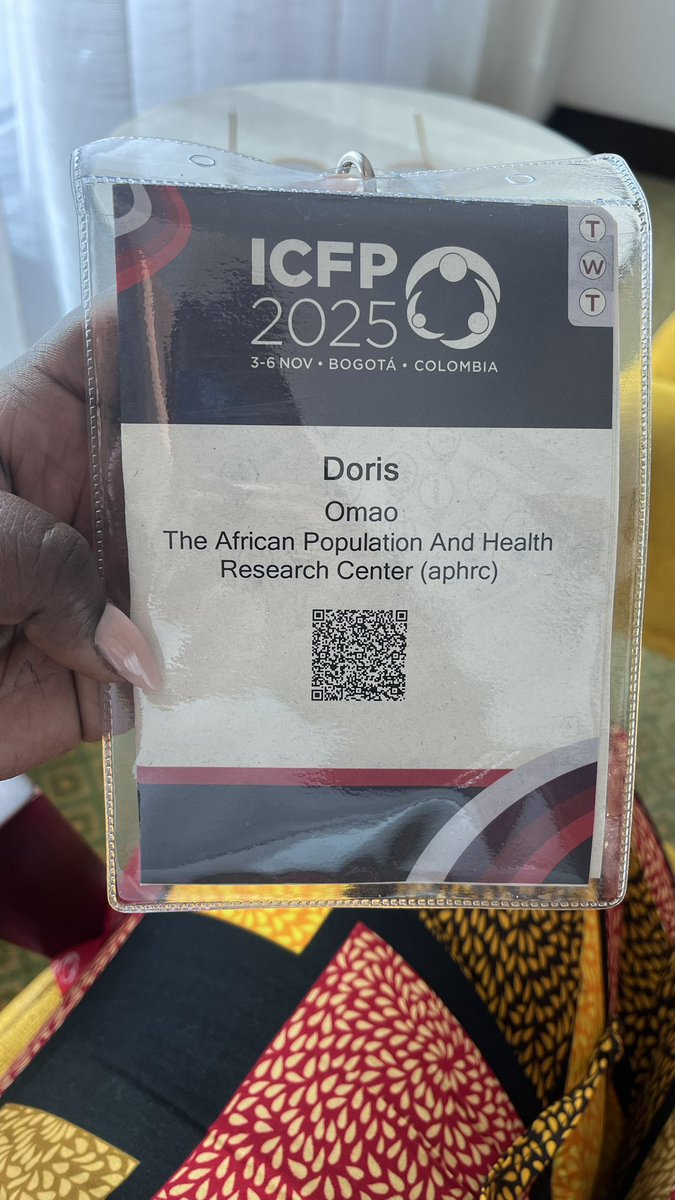 ICFP
2025
3-6 NOV • BOGOTÁ • COLOMBIA
T
W
T
Doris
Omao
The African Population And Health
Research Center (aphrc)